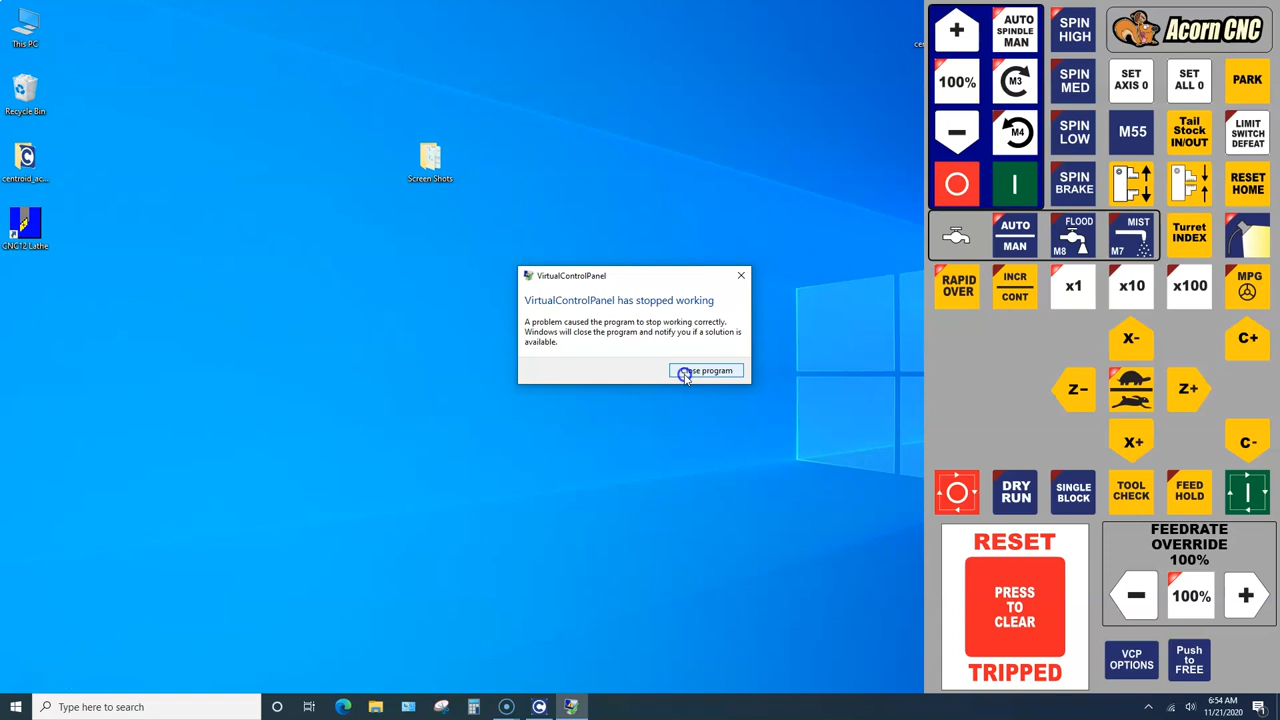 This PC
Recycle Bin
centroid_ac...
CNC12 Lathe
Screen Shots
VirtualControlPanel
VirtualControlPanel has stopped working
A problem caused the program to stop working correctly.
Windows will close the program and notify you if a solution is
available.
program
+
AUTO
SPINDLE
MAN
SPIN
HIGH
Acorn CNC
100%
M3
SPIN
MED
SET
AXIS 0
SET
ALL 0
PARK
−
M4
SPIN
LOW
M55
Tail
Stock
IN/OUT
LIMIT
SWITCH
DEFEAT
SPIN
BRAKE
RESET
HOME
AUTO
MAN
FLOOD
M8
MIST
M7
Turret
INDEX
RAPID
OVER
INCR
CONT
x1
x10
x100
MPG
X-
C+
Z-
Z+
X+
C-
DRY
RUN
SINGLE
BLOCK
TOOL
CHECK
FEED
HOLD
RESET
PRESS
TO
CLEAR
TRIPPED
FEEDRATE
OVERRIDE
100%
−
100%
+
VCP
OPTIONS
Push
to
FREE
Type here to search
6:54 AM
11/21/2020